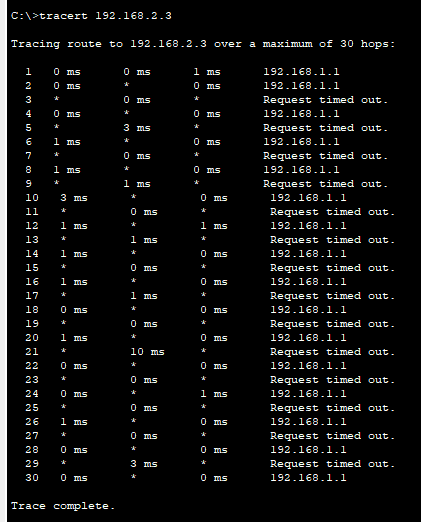 C:\>tracert 192.168.2.3
Tracing route to 192.168.2.3 over a maximum of 30 hops:
1 0 ms 0 ms 1 ms 192.168.1.1
2 0 ms * 0 ms 192.168.1.1
3 * 0 ms * Request timed out.
4 0 ms * 0 ms 192.168.1.1
5 * 3 ms * Request timed out.
6 1 ms * 0 ms 192.168.1.1
7 * 0 ms * Request timed out.
8 1 ms * 0 ms 192.168.1.1
9 * 1 ms * Request timed out.
10 3 ms * 0 ms 192.168.1.1
11 * 0 ms * Request timed out.
12 1 ms * 1 ms 192.168.1.1
13 * 1 ms * Request timed out.
14 1 ms * 0 ms 192.168.1.1
15 * 0 ms * Request timed out.
16 1 ms * 0 ms 192.168.1.1
17 * 1 ms * Request timed out.
18 0 ms * 0 ms 192.168.1.1
19 * 0 ms * Request timed out.
20 1 ms * 0 ms 192.168.1.1
21 * 10 ms * Request timed out.
22 0 ms * 0 ms 192.168.1.1
23 * 0 ms * Request timed out.
24 0 ms * 1 ms 192.168.1.1
25 * 0 ms * Request timed out.
26 1 ms * 0 ms 192.168.1.1
27 * 0 ms * Request timed out.
28 0 ms * 0 ms 192.168.1.1
29 * 3 ms * Request timed out.
30 0 ms * 0 ms 192.168.1.1
Trace complete.